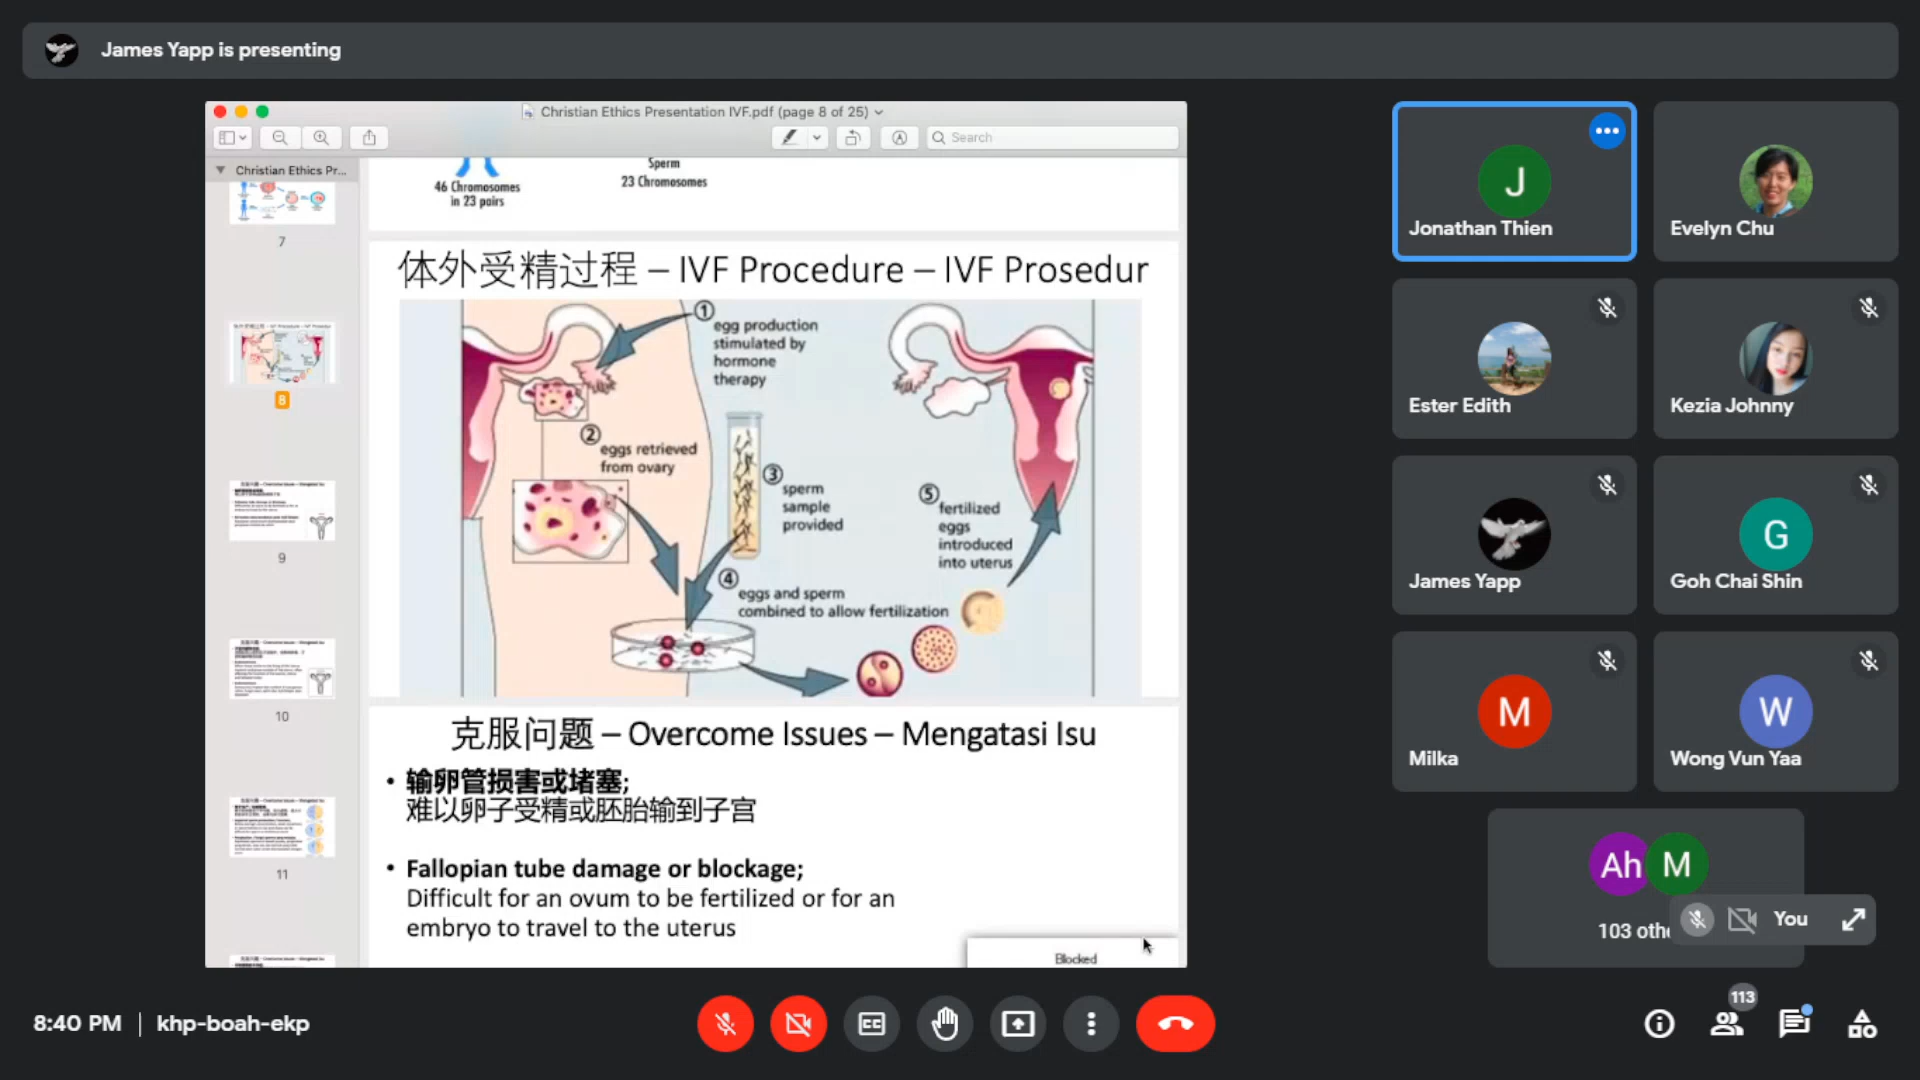 James Yapp is presenting
Christian Ethics Presentation IVF.pdf (page 8 of 25)
Search
Christian Ethics Pr...
7
8
9
10
11
46 Chromosomes
in 23 pairs
Sperm
23 Chromosomes
体外受精过程 – IVF Procedure – IVF Prosedur
①
egg production
stimulated by
hormone
therapy
②
eggs retrieved
from ovary
③
sperm
sample
provided
④
eggs and sperm
combined to allow fertilization
⑤
fertilized
eggs
introduced
into uterus
克服问题 – Overcome Issues – Mengatasi Isu
• 输卵管损害或堵塞;
难以卵子受精或胚胎输到子宫
• Fallopian tube damage or blockage;
Difficult for an ovum to be fertilized or for an
embryo to travel to the uterus
Blocked
J
Jonathan Thien
Evelyn Chu
Ester Edith
Kezia Johnny
James Yapp
G
Goh Chai Shin
M
Milka
W
Wong Vun Yaa
Ah
M
103 oth
You
8:40 PM | khp-boah-ekp
CC
113